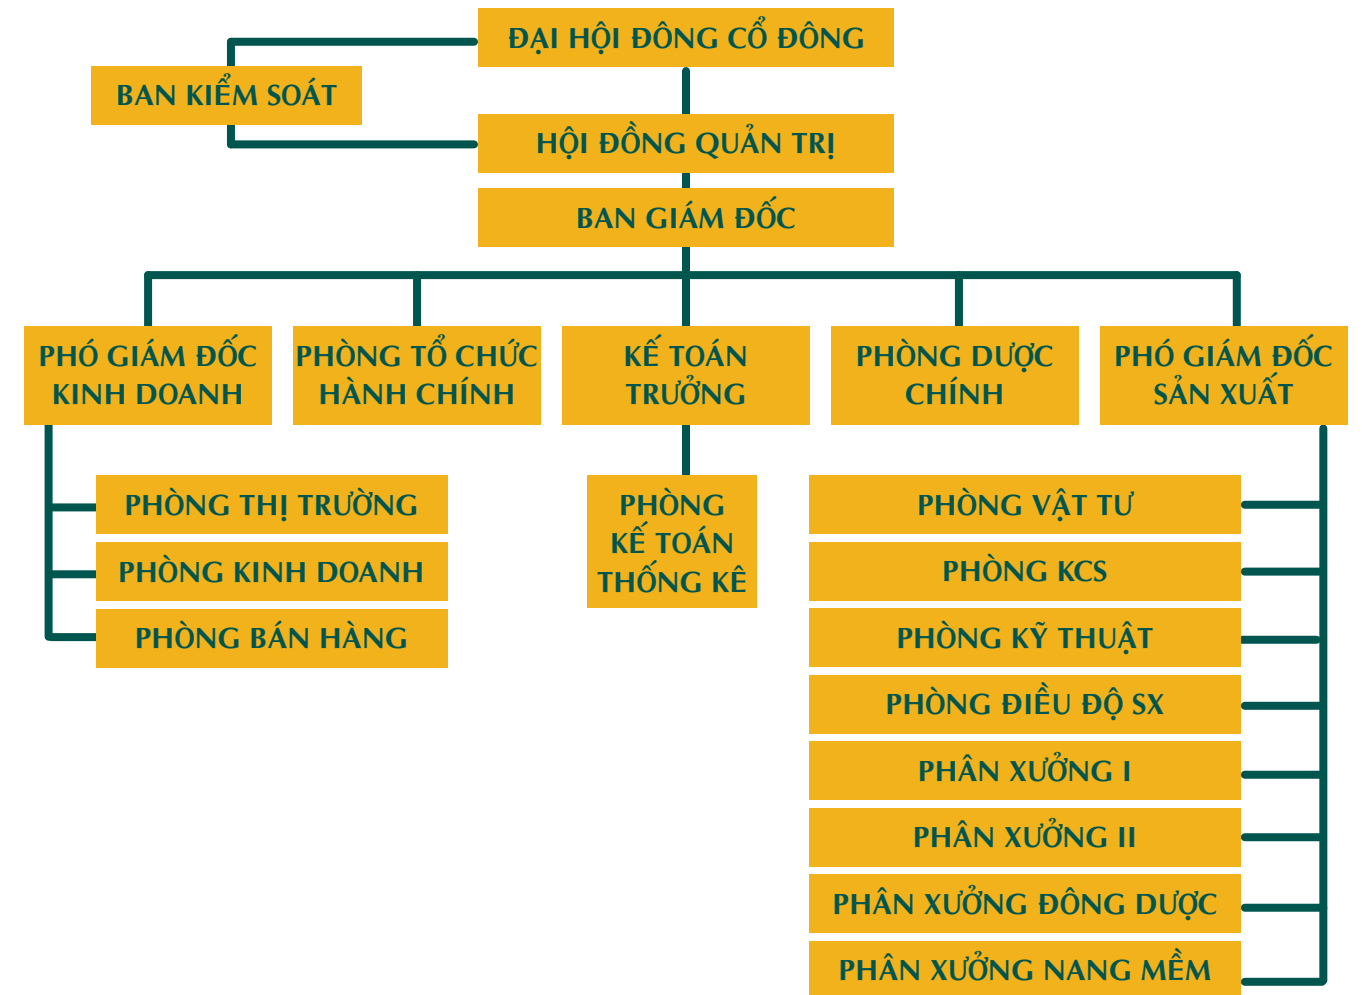 ĐẠI HỘI ĐÔNG CỔ ĐÔNG
BAN KIỂM SOÁT
HỘI ĐỒNG QUẢN TRỊ
BAN GIÁM ĐỐC
PHÓ GIÁM ĐỐC
KINH DOANH
PHÒNG TỔ CHỨC
HÀNH CHÍNH
KẾ TOÁN
TRƯỞNG
PHÒNG DƯỢC
CHÍNH
PHÓ GIÁM ĐỐC
SẢN XUẤT
PHÒNG THỊ TRƯỜNG
PHÒNG KINH DOANH
PHÒNG BÁN HÀNG
PHÒNG
KẾ TOÁN
THỐNG KÊ
PHÒNG VẬT TƯ
PHÒNG KCS
PHÒNG KỸ THUẬT
PHÒNG ĐIỀU ĐỘ SX
PHÂN XƯỞNG I
PHÂN XƯỞNG II
PHÂN XƯỞNG ĐÔNG DƯỢC
PHÂN XƯỞNG NANG MỀM